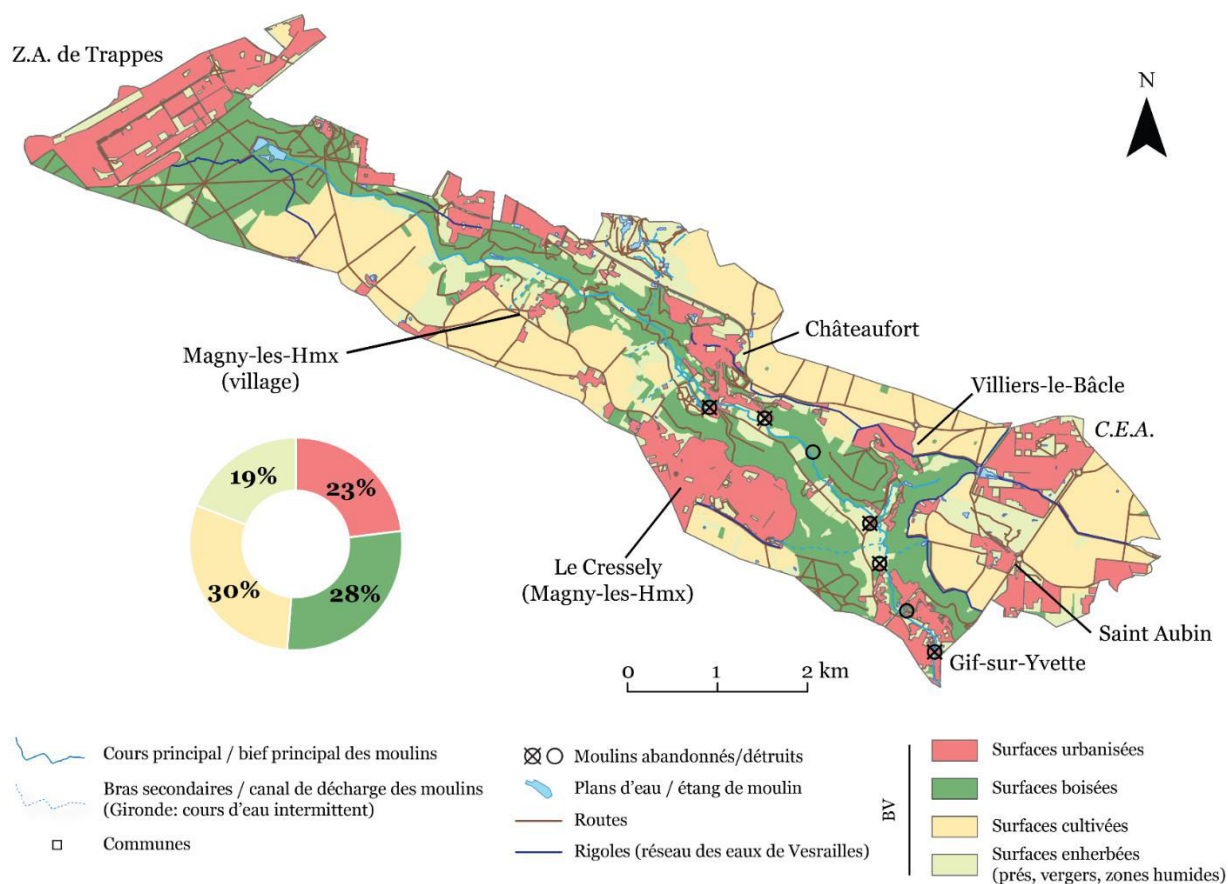 Z.A. de Trappes
N
Magny-les-Hmx
(village)
Châteaufort
Villiers-le-Bâcle
C.E.A.
Le Cressely
(Magny-les-Hmx)
Saint Aubin
Gif-sur-Yvette
19%
23%
30%
28%
0 1 2 km
Cours principal / bief principal des moulins
Bras secondaires / canal de décharge des moulins
(Gironde: cours d'eau intermittent)
Communes
Moulins abandonnés/détruits
Plans d'eau / étang de moulin
Routes
Rigoles (réseau des eaux de Vesrailles)
BV
Surfaces urbanisées
Surfaces boisées
Surfaces cultivées
Surfaces enherbées
(prés, vergers, zones humides)